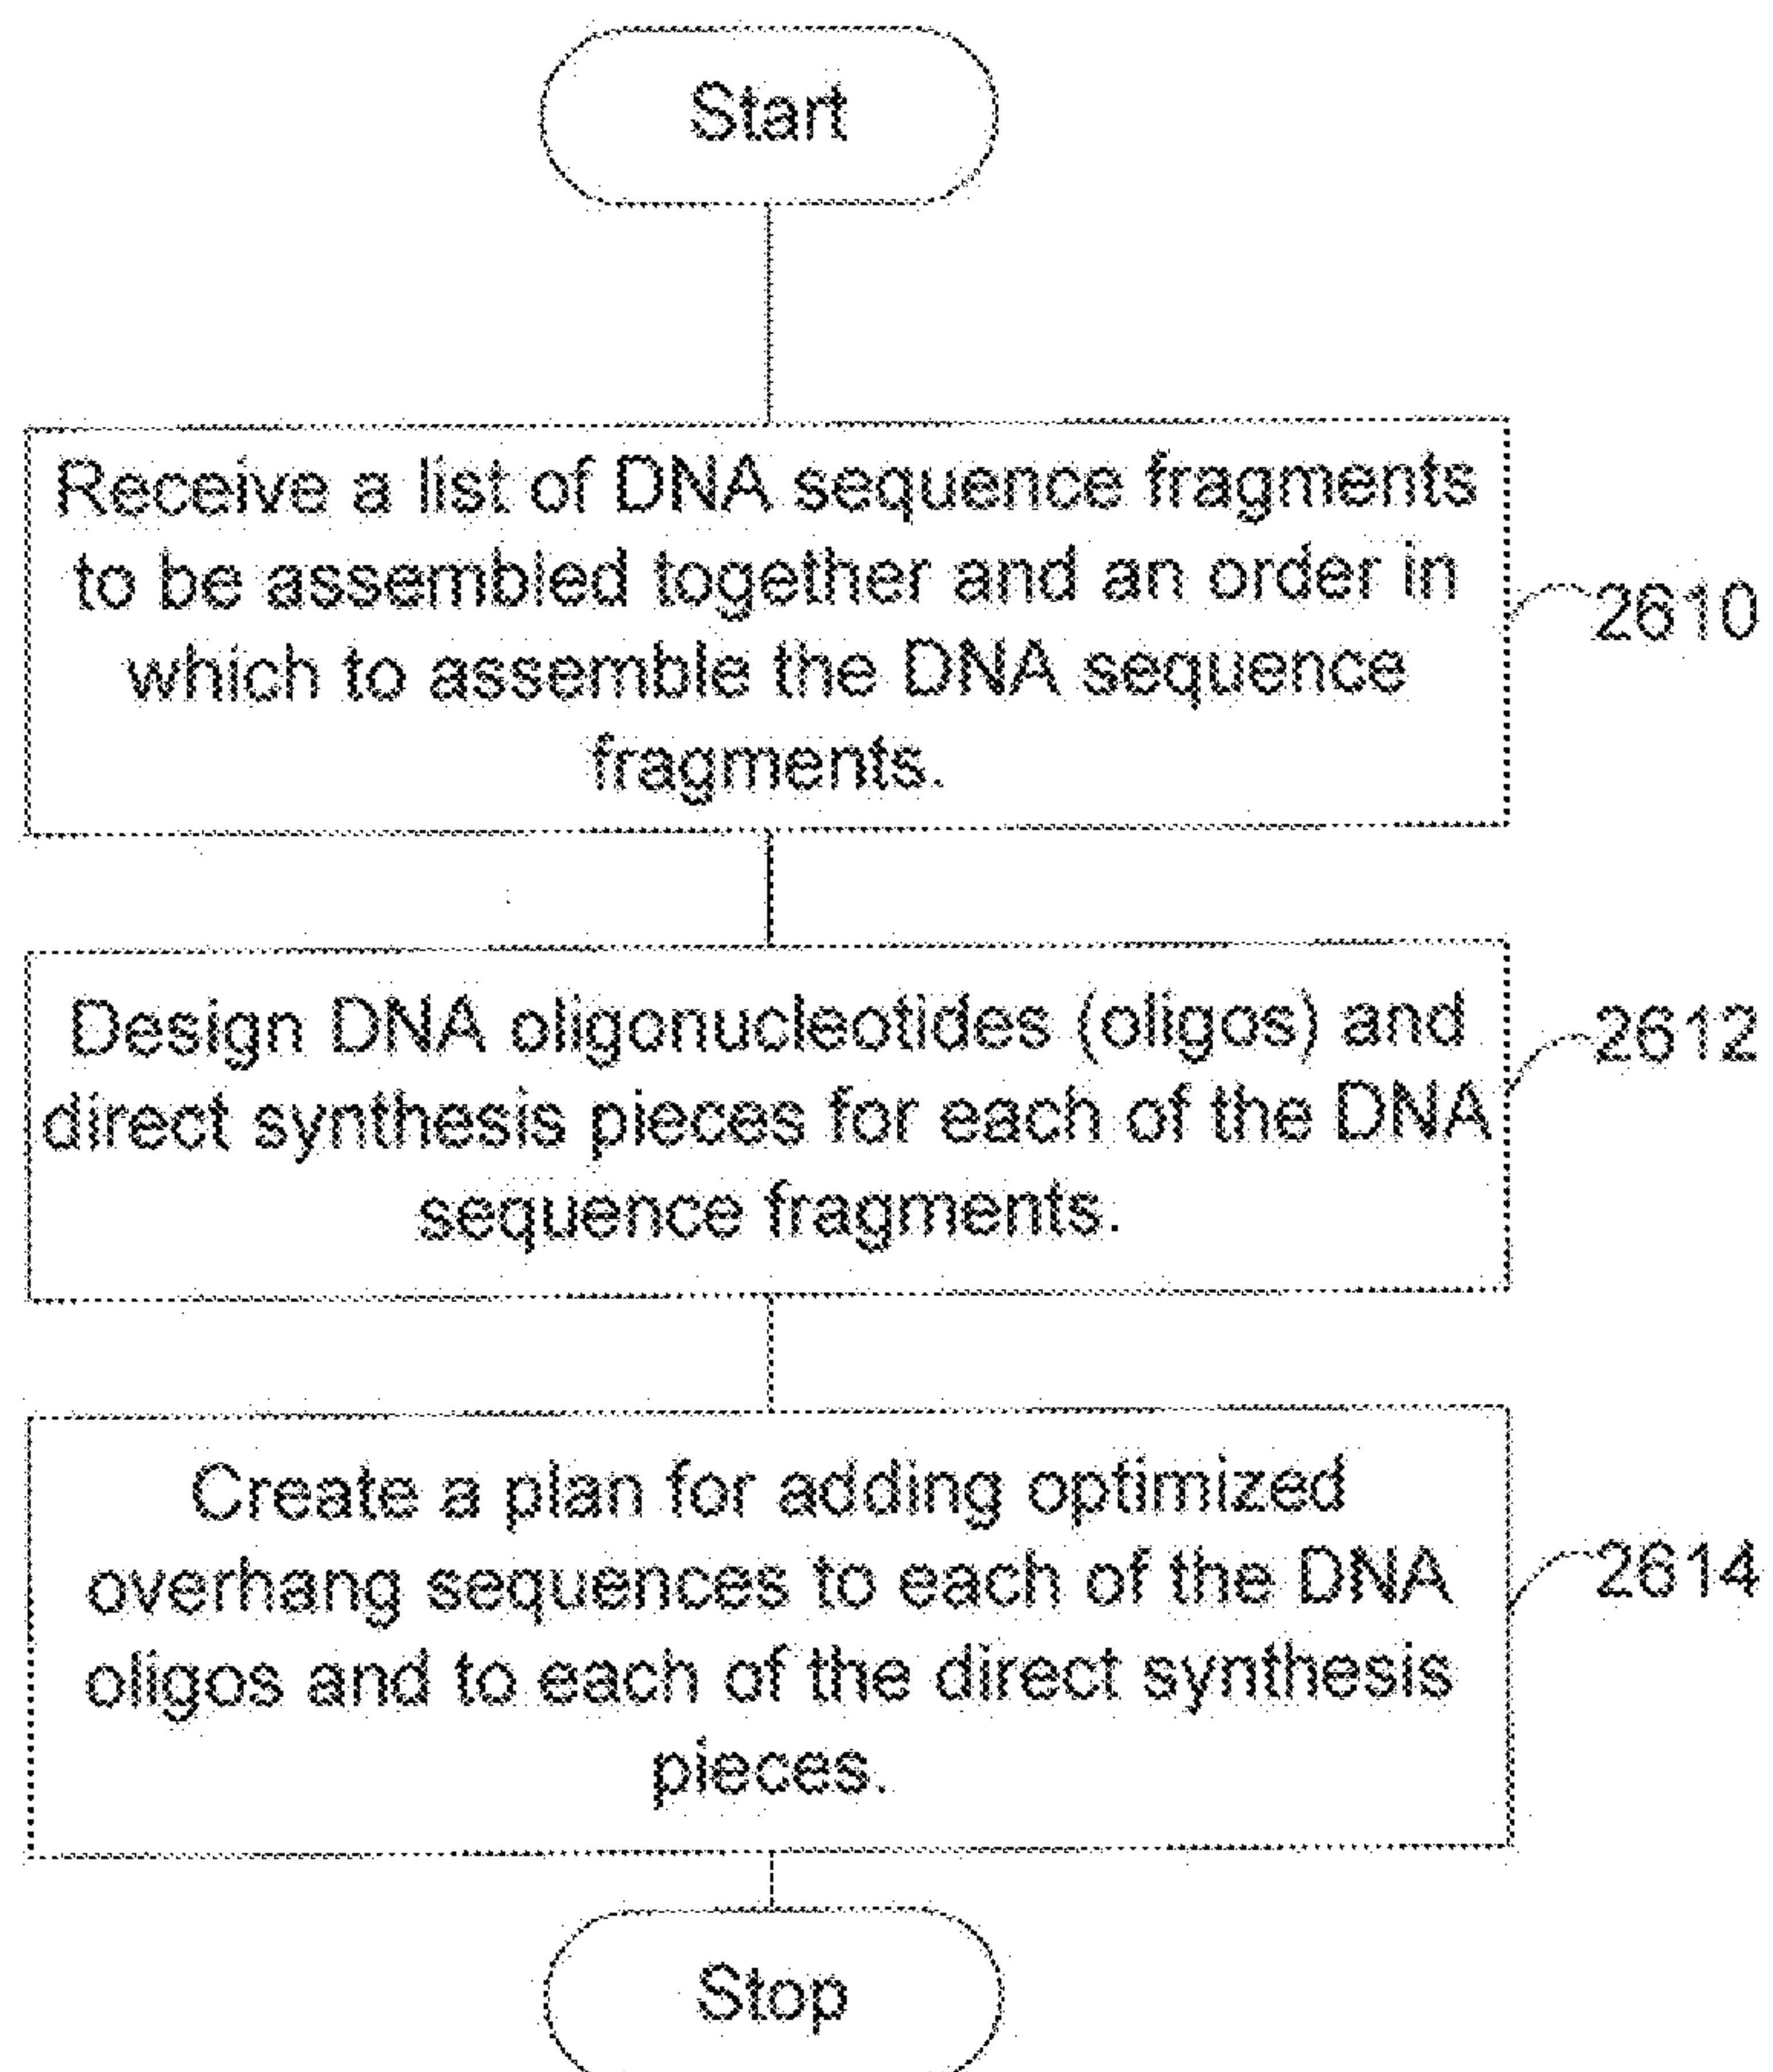 Start
Receive a list of DNA sequence fragments
to be assembled together and an order in
which to assemble the DNA sequence
fragments.
2610
Design DNA oligonucleotides (oligos) and
direct synthesis pieces for each of the DNA
sequence fragments.
2612
Create a plan for adding optimized
overhang sequences to each of the DNA
oligos and to each of the direct synthesis
pieces.
2614
Stop